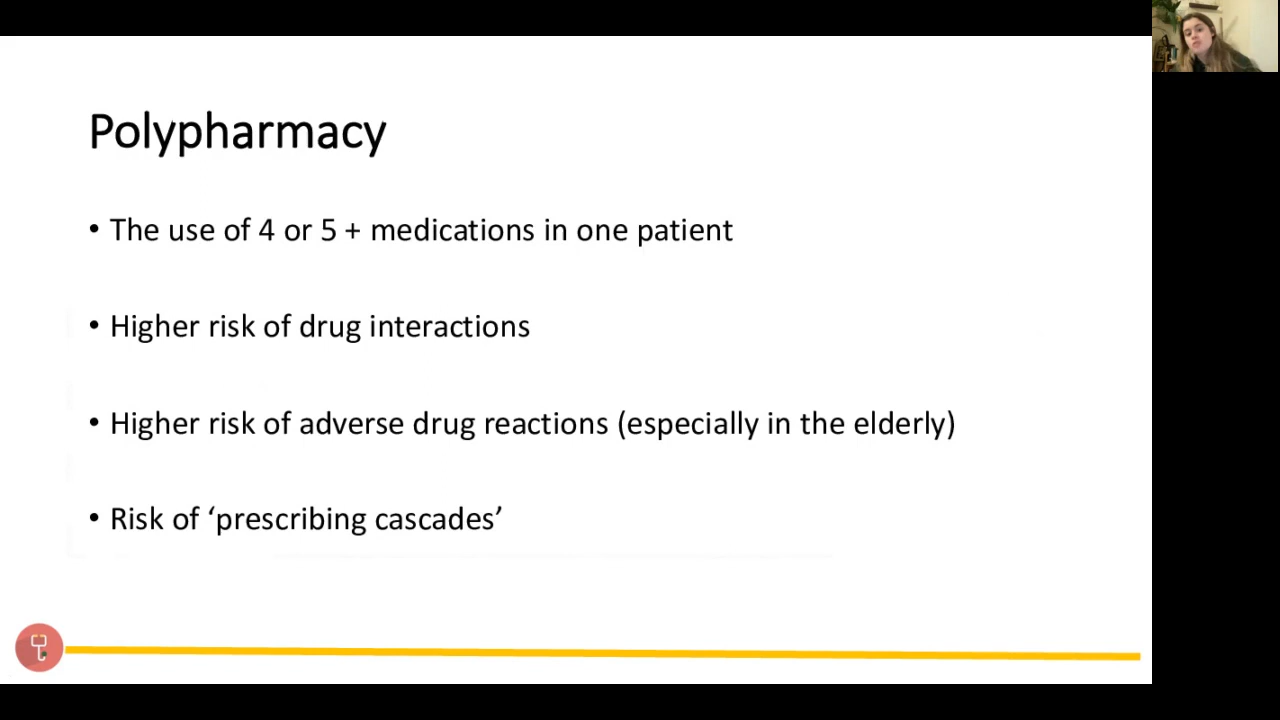 Polypharmacy
• The use of 4 or 5 + medications in one patient
• Higher risk of drug interactions
• Higher risk of adverse drug reactions (especially in the elderly)
• Risk of ‘prescribing cascades’